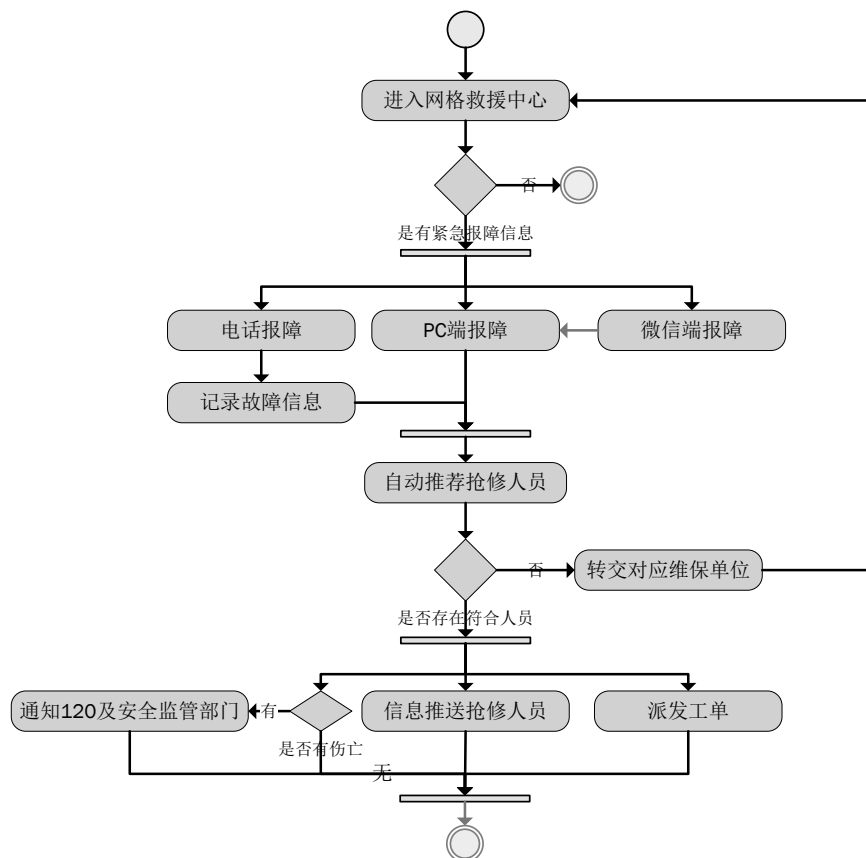 进入网格救援中心
否
是有紧急报障信息
电话报障
PC端报障
微信端报障
记录故障信息
自动推荐抢修人员
否
转交对应维保单位
是否存在符合人员
通知120及安全监管部门
有
信息推送抢修人员
派发工单
是否有伤亡
无